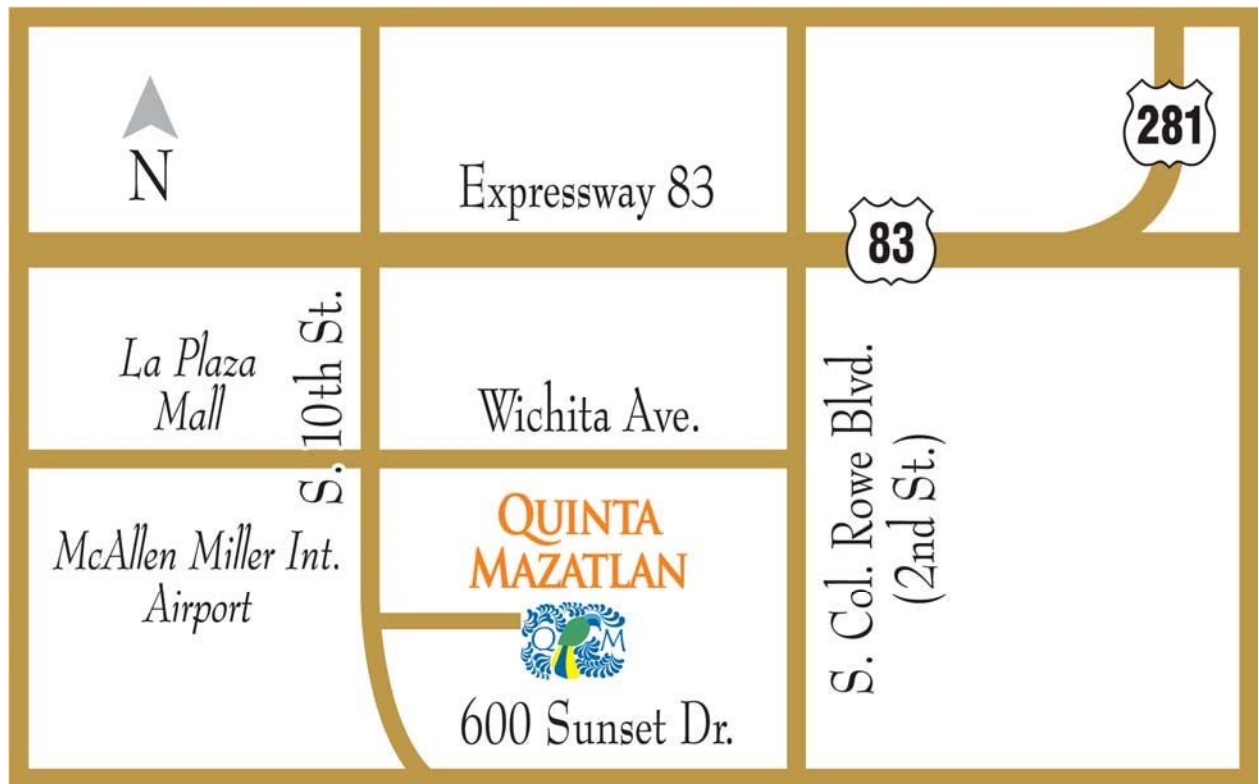 281
N
Expressway 83
83
La Plaza
Mall
S. 10th St.
Wichita Ave.
S. Col. Rowe Blvd.
(2nd St.)
McAllen Miller Int.
Airport
QUINTA
MAZATLAN
Q M
600 Sunset Dr.